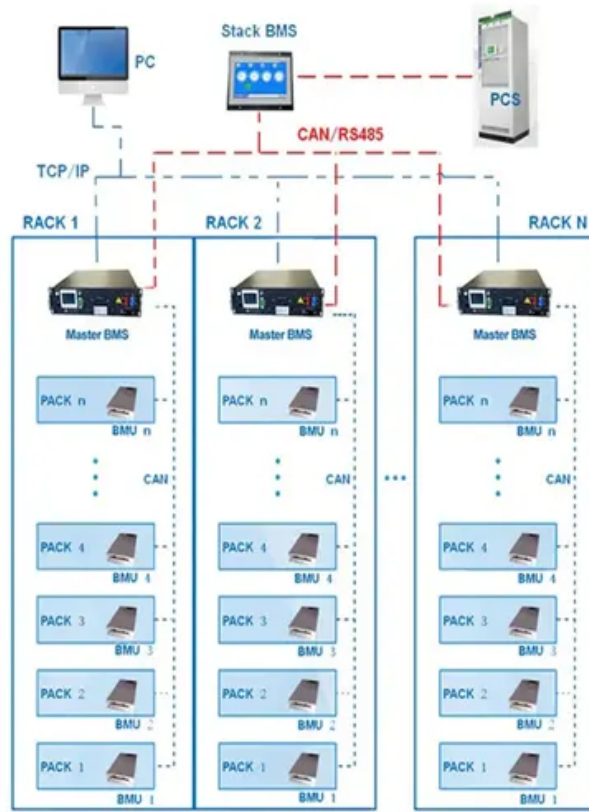 PC
Stack BMS
PCS
CAN/RS485
TCP/IP
RACK 1
RACK 2
RACK N
Master BMS
Master BMS
Master BMS
PACK n
BMU n
PACK n
BMU n
PACK n
BMU n
CAN
CAN
CAN
PACK 4
BMU 4
PACK 4
BMU 4
PACK 4
BMU 4
PACK 3
BMU 3
PACK 3
BMU 3
PACK 3
BMU 3
PACK 2
BMU 2
PACK 2
BMU 2
PACK 2
BMU 2
PACK 1
BMU 1
PACK 1
BMU 1
PACK 1
BMU 1